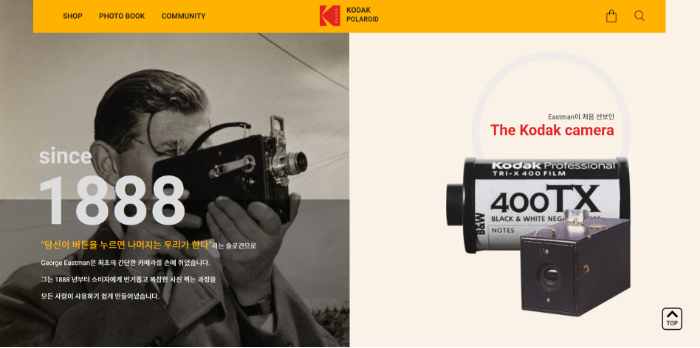 SHOP PHOTO BOOK COMMUNITY
KODAK
POLAROID
since
1888
"당신이 버튼을 누르면 나머지는 우리가 한다"라는 슬로건으로
George Eastman은 최초의 간단한 카메라를 손에 쥐었습니다.
그는 1888 년부터 소비자에게 번거롭고 복잡한 사진 찍는 과정을
모든 사람이 사용하기 쉽게 만들어냈습니다.
Eastman이 처음 선보인
The Kodak camera
Kodak Professional
TRI-X 400 FILM
400TX
BLACK & WHITE NEGA
B&W
NOTES
TOP